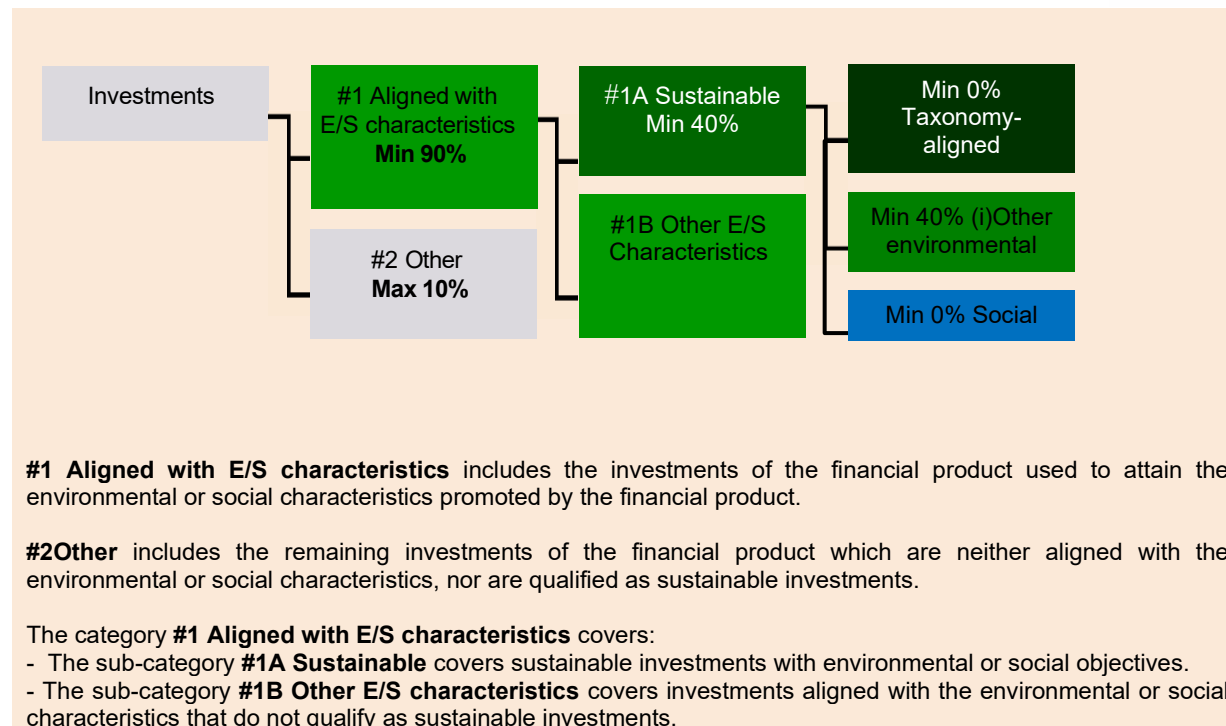 Investments
#1 Aligned with
E/S characteristics
Min 90%
#2 Other
Max 10%
#1A Sustainable
Min 40%
#1B Other E/S
Characteristics
Min 0%
Taxonomy-
aligned
Min 40% (i)Other
environmental
Min 0% Social
#1 Aligned with E/S characteristics includes the investments of the financial product used to attain the
environmental or social characteristics promoted by the financial product.
#2Other includes the remaining investments of the financial product which are neither aligned with the
environmental or social characteristics, nor are qualified as sustainable investments.
The category #1 Aligned with E/S characteristics covers:
- The sub-category #1A Sustainable covers sustainable investments with environmental or social objectives.
- The sub-category #1B Other E/S characteristics covers investments aligned with the environmental or social
characteristics that do not qualify as sustainable investments.